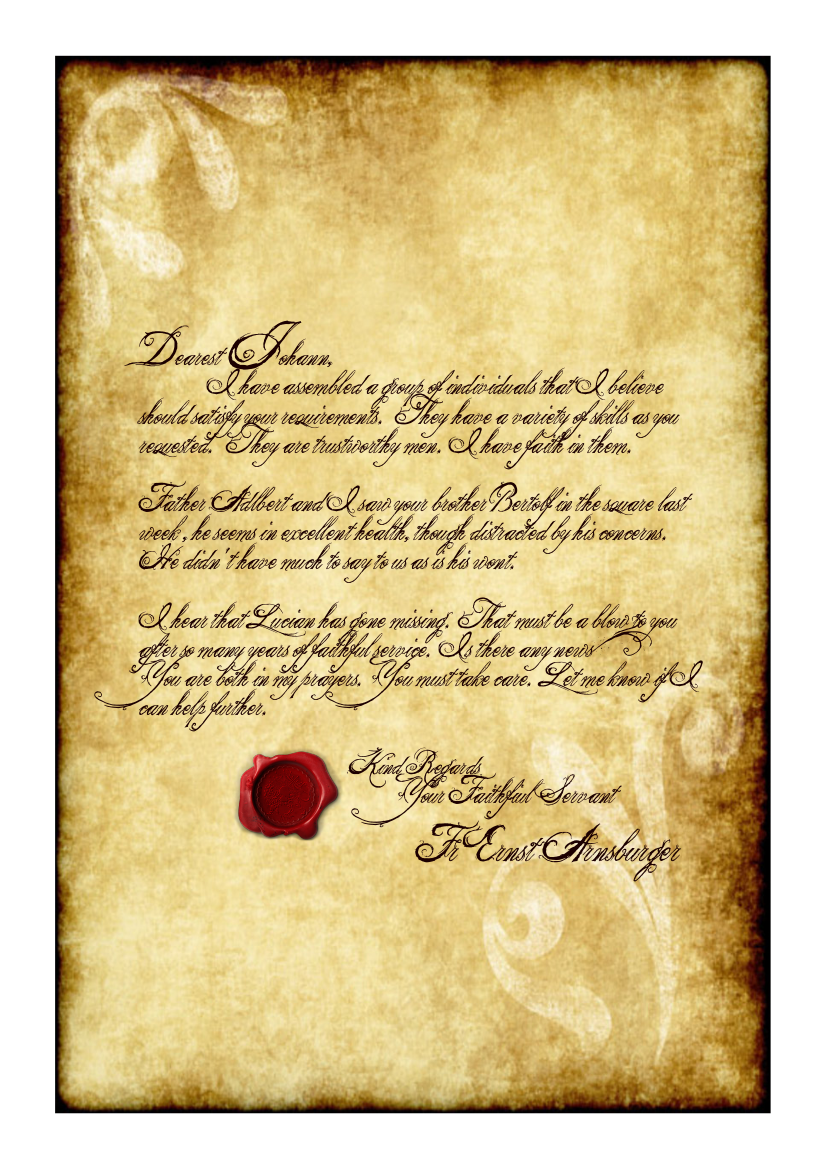 Dearest Johann,
I have assembled a group of individuals that I believe
should satisfy your requirements. They have a variety of skills as you
requested. They are trustworthy men. I have faith in them.
Father Adlbert and I saw your brother Bertolf in the square last
week, he seems in excellent health, though distracted by his concerns.
He didn't have much to say to us as is his wont.
I hear that Lucian has gone missing. That must be a blow to you
after so many years of faithful service. Is there any news?
You are both in my prayers. You must take care. Let me know if I
can help further.
Kind Regards
Your Faithful Servant
Fr Ernst Arnsburger